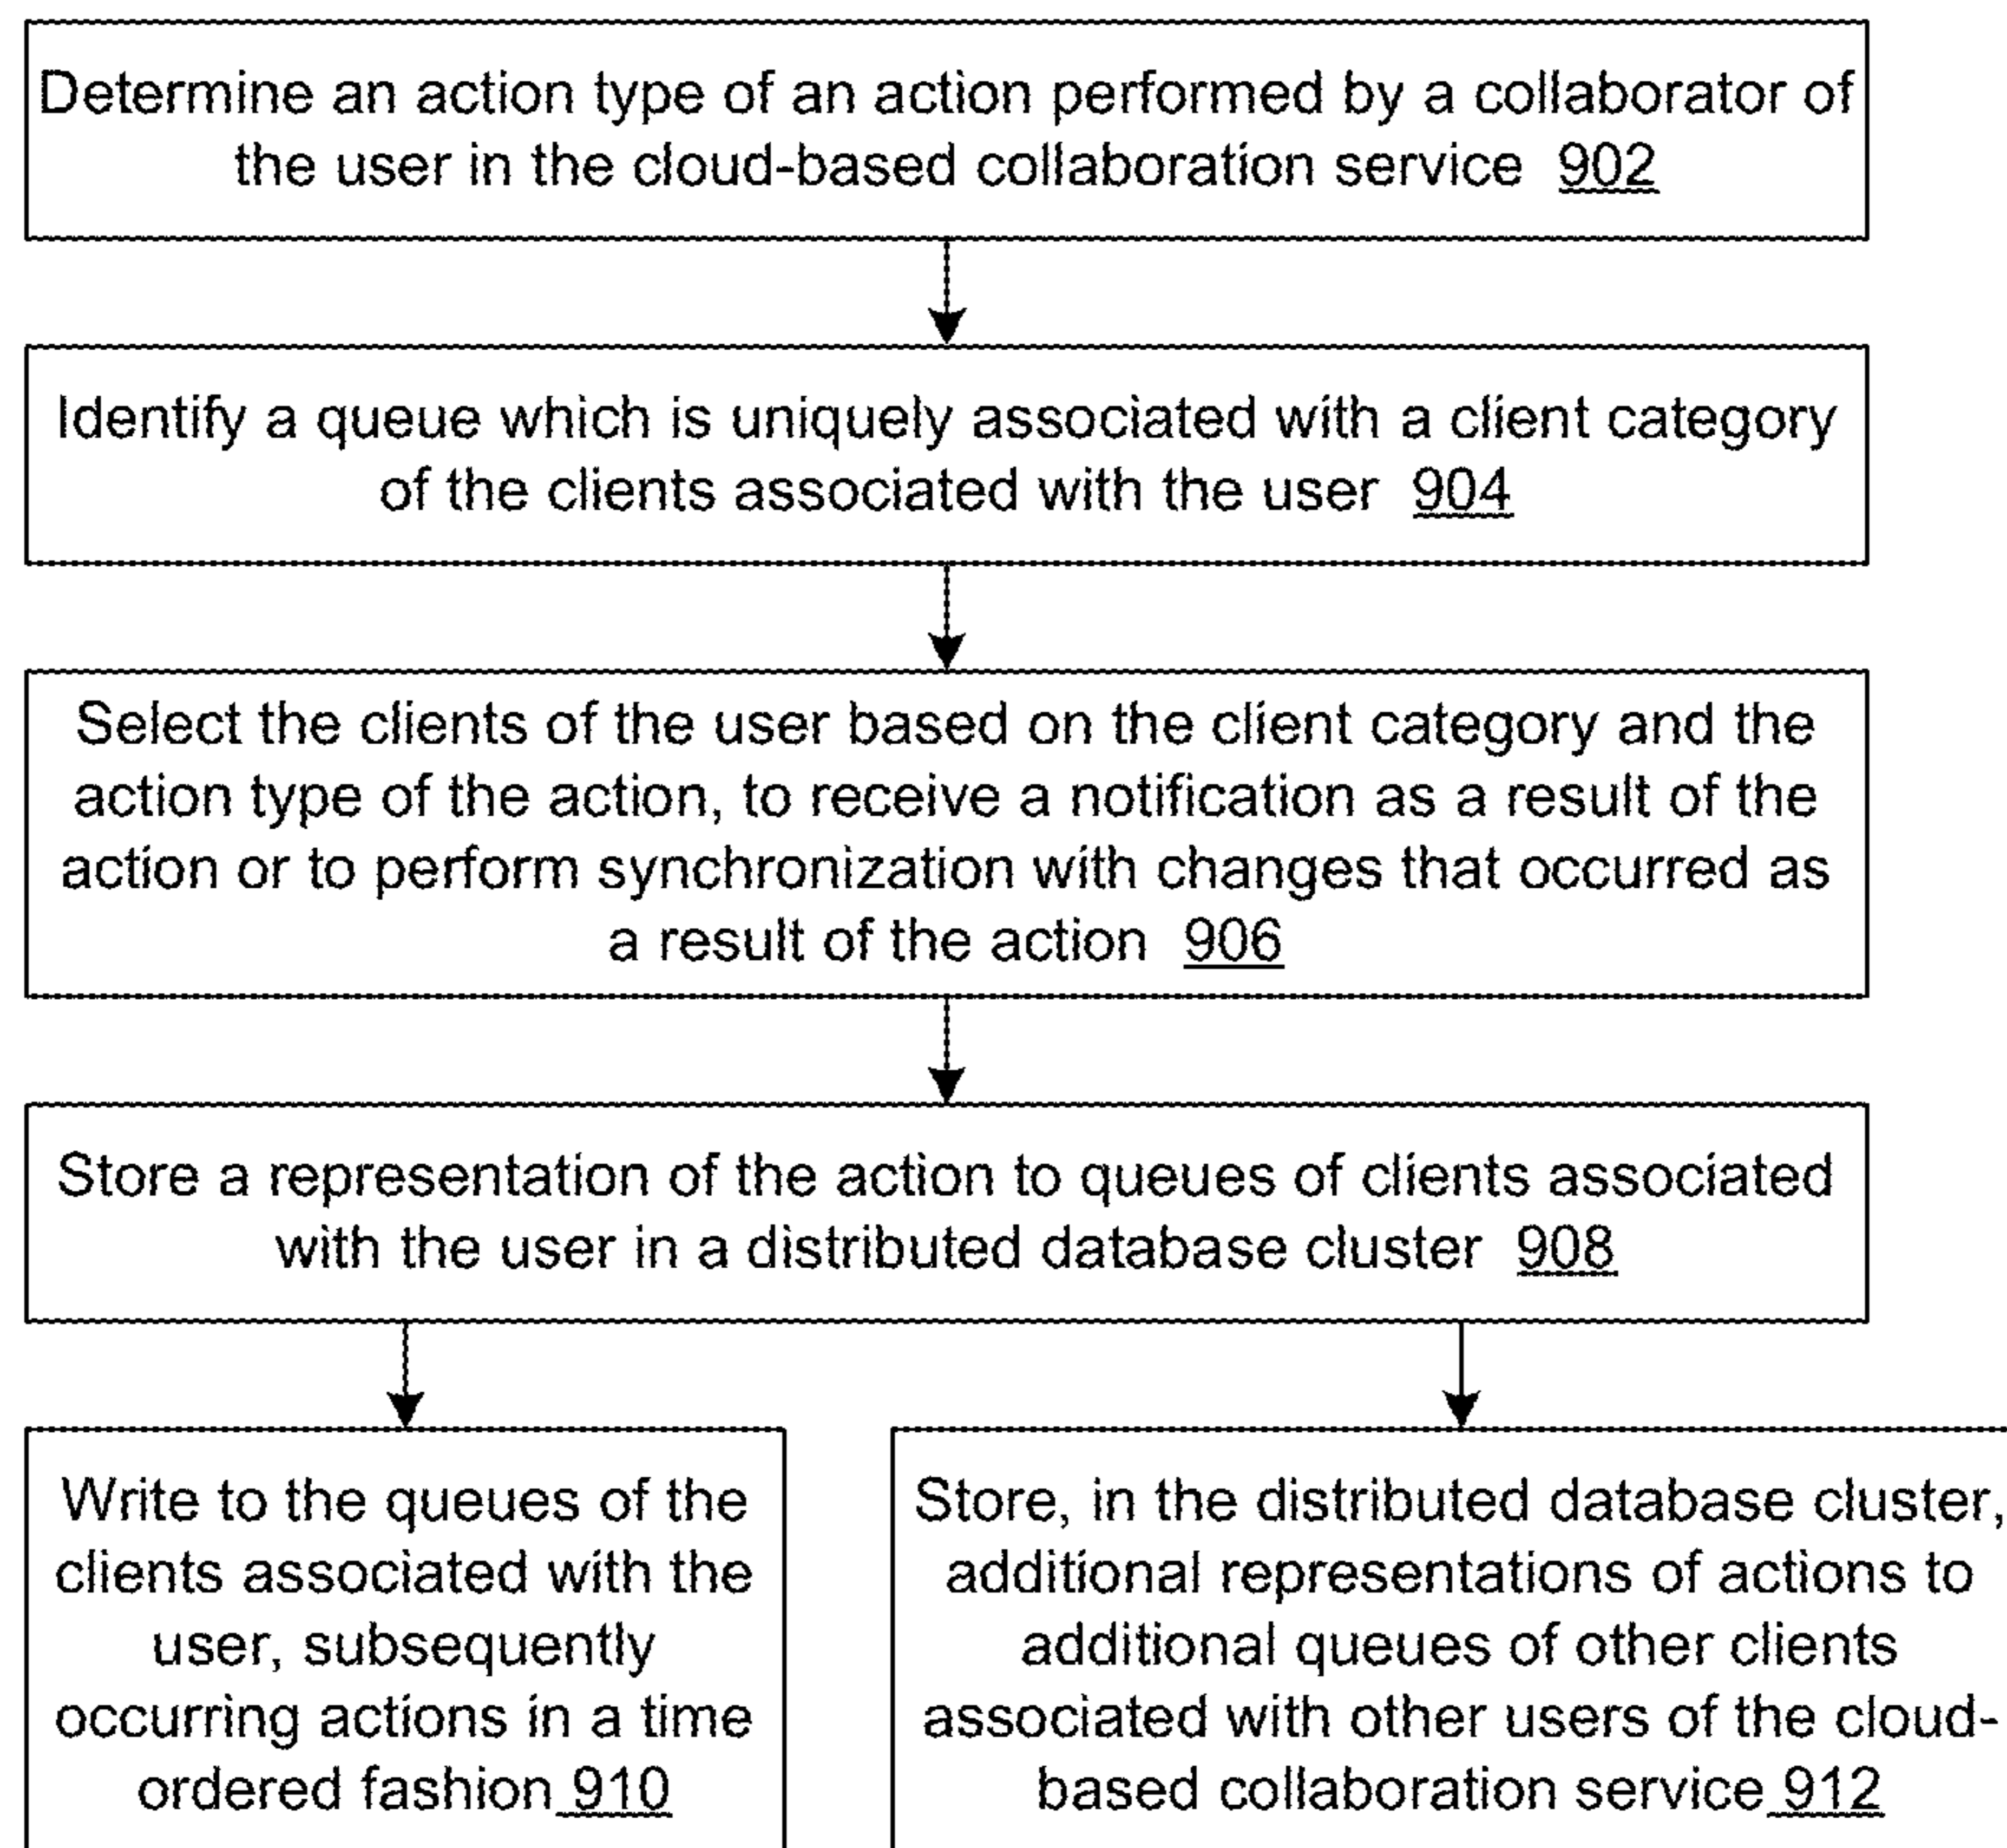 Determine an action type of an action performed by a collaborator of
the user in the cloud-based collaboration service 902
Identify a queue which is uniquely associated with a client category
of the clients associated with the user 904
Select the clients of the user based on the client category and the
action type of the action, to receive a notification as a result of the
action or to perform synchronization with changes that occurred as
a result of the action 906
Store a representation of the action to queues of clients associated
with the user in a distributed database cluster 908
Write to the queues of the
clients associated with the
user, subsequently
occurring actions in a time
ordered fashion 910
Store, in the distributed database cluster,
additional representations of actions to
additional queues of other clients
associated with other users of the cloud-
based collaboration service 912